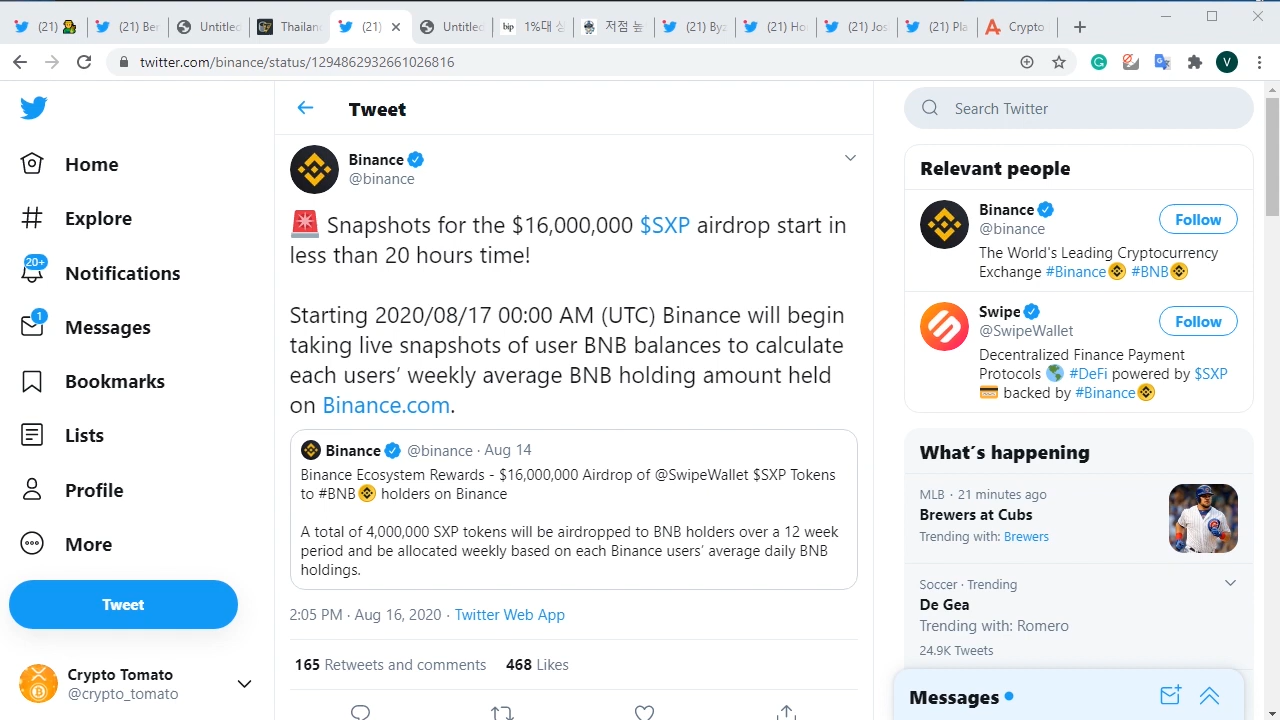 (21)
(21) Ber
Untitled
Thailand
(21)
Untitled
bip 1%대 상
저점 높
(21) Byz
(21) Ho
(21) Jos
(21) Pla
Crypto
twitter.com/binance/status/1294862932661028181
V
Home
Explore
20+
Notifications
1
Messages
Bookmarks
Lists
Profile
More
Tweet
Crypto Tomato
@crypto_tomato
Tweet
Binance
@binance
Snapshots for the $16,000,000 $SXP airdrop start in
less than 20 hours time!
Starting 2020/08/17 00:00 AM (UTC) Binance will begin
taking live snapshots of user BNB balances to calculate
each users’ weekly average BNB holding amount held
on Binance.com.
Binance @binance · Aug 14
Binance Ecosystem Rewards - $16,000,000 Airdrop of @SwipeWallet $SXP Tokens
to #BNB holders on Binance
A total of 4,000,000 SXP tokens will be airdropped to BNB holders over a 12 week
period and be allocated weekly based on each Binance users’ average daily BNB
holdings.
2:05 PM · Aug 16, 2020 · Twitter Web App
165 Retweets and comments 468 Likes
Search Twitter
Relevant people
Binance
@binance
Follow
The World's Leading Cryptocurrency
Exchange #Binance #BNB
Swipe
@SwipeWallet
Follow
Decentralized Finance Payment
Protocols #DeFi powered by $SXP
backed by #Binance
What’s happening
MLB · 21 minutes ago
Brewers at Cubs
Trending with: Brewers
Soccer · Trending
De Gea
Trending with: Romero
24.9K Tweets
Messages